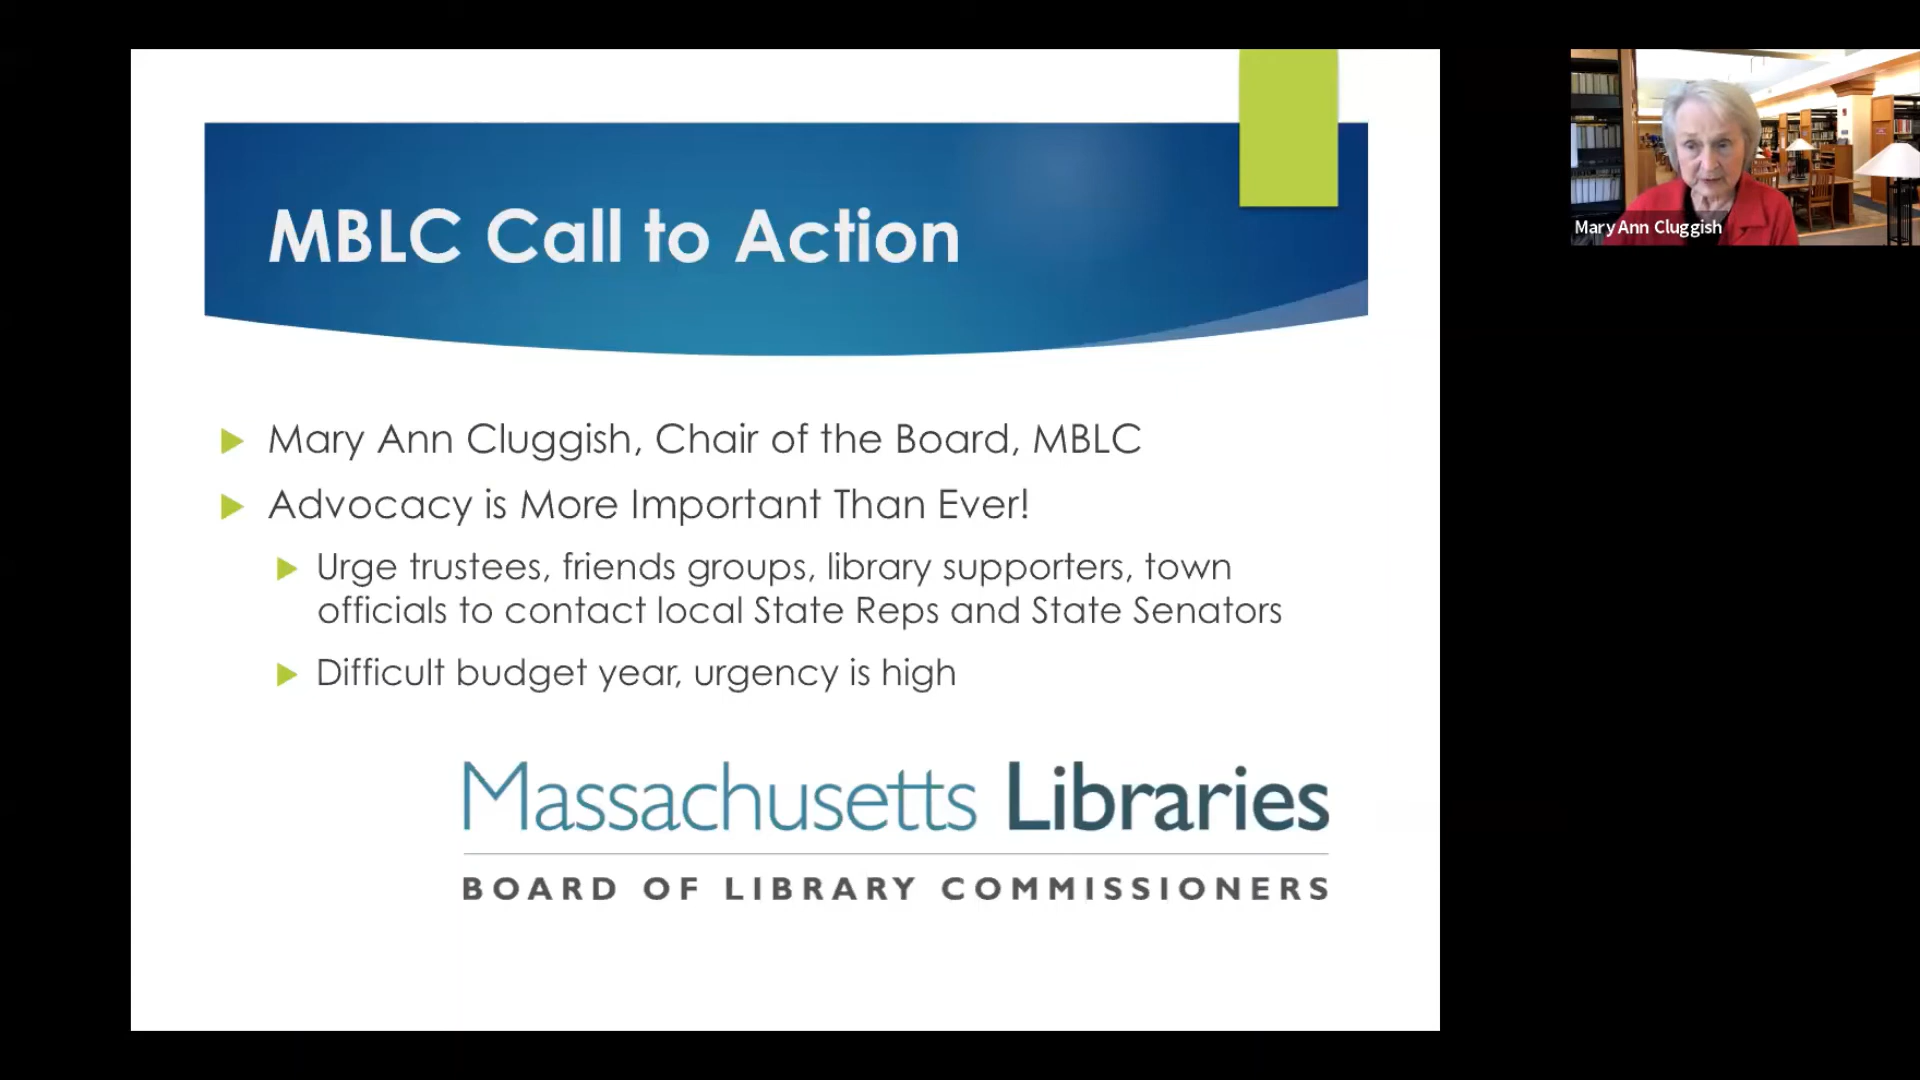 MBLC Call to Action
Mary Ann Cluggish, Chair of the Board, MBLC
Advocacy is More Important Than Ever!
Urge trustees, friends groups, library supporters, town
officials to contact local State Reps and State Senators
Difficult budget year, urgency is high
Massachusetts Libraries
BOARD OF LIBRARY COMMISSIONERS
Mary Ann Cluggish